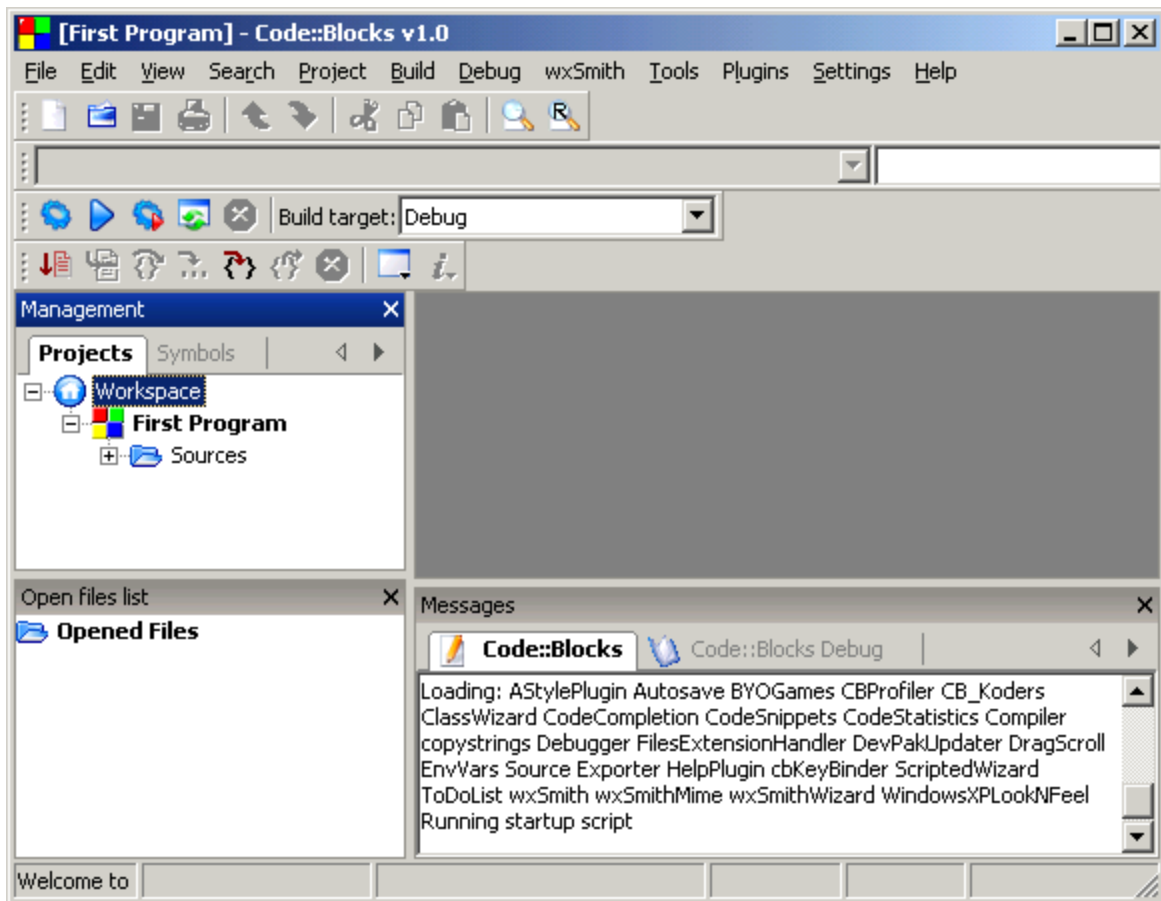 [First Program] - Code::Blocks v1.0
File Edit View Search Project Build Debug wxSmith Tools Plugins Settings Help
R
Build target: Debug
Management
Projects Symbols
Workspace
First Program
Sources
Open files list
Opened Files
Messages
Code::Blocks Code::Blocks Debug
Loading: AStylePlugin Autosave BYOGames CBProfiler CB_Koders
ClassWizard CodeCompletion CodeSnippets CodeStatistics Compiler
copystrings Debugger FilesExtensionHandler DevPakUpdater DragScroll
EnvVars Source Exporter HelpPlugin cbKeyBinder ScriptedWizard
ToDoList wxSmith wxSmithMime wxSmithWizard WindowsXPLookNFeel
Running startup script
Welcome to